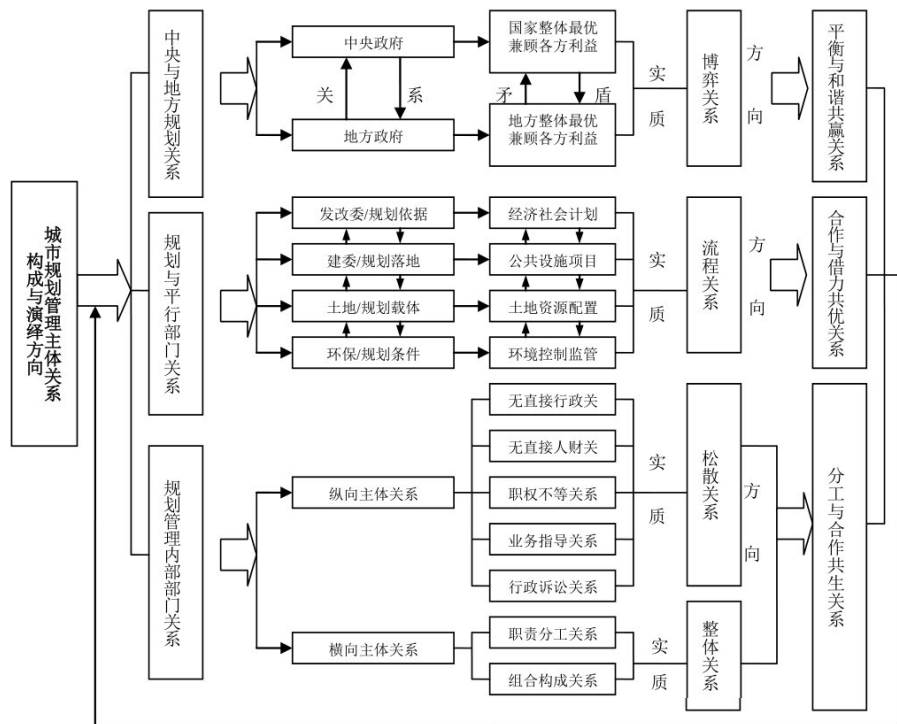 城市规划管理主体关系
构成与演绎方向
中央与地方规划关系
中央政府
关 系
地方政府
国家整体最优
兼顾各方利益
矛 盾
地方整体最优
兼顾各方利益
实
质
博弈关系
方
向
平衡与和谐共赢关系
规划与平行部门关系
发改委/规划依据
建委/规划落地
土地/规划载体
环保/规划条件
经济社会计划
公共设施项目
土地资源配置
环境控制监管
实
质
流程关系
方
向
合作与借力共优关系
规划管理内部部门关系
纵向主体关系
无直接行政关
无直接人财关
职权不等关系
业务指导关系
行政诉讼关系
实
质
松散关系
方
向
横向主体关系
职责分工关系
组合构成关系
实
质
整体关系
分工与合作共生关系